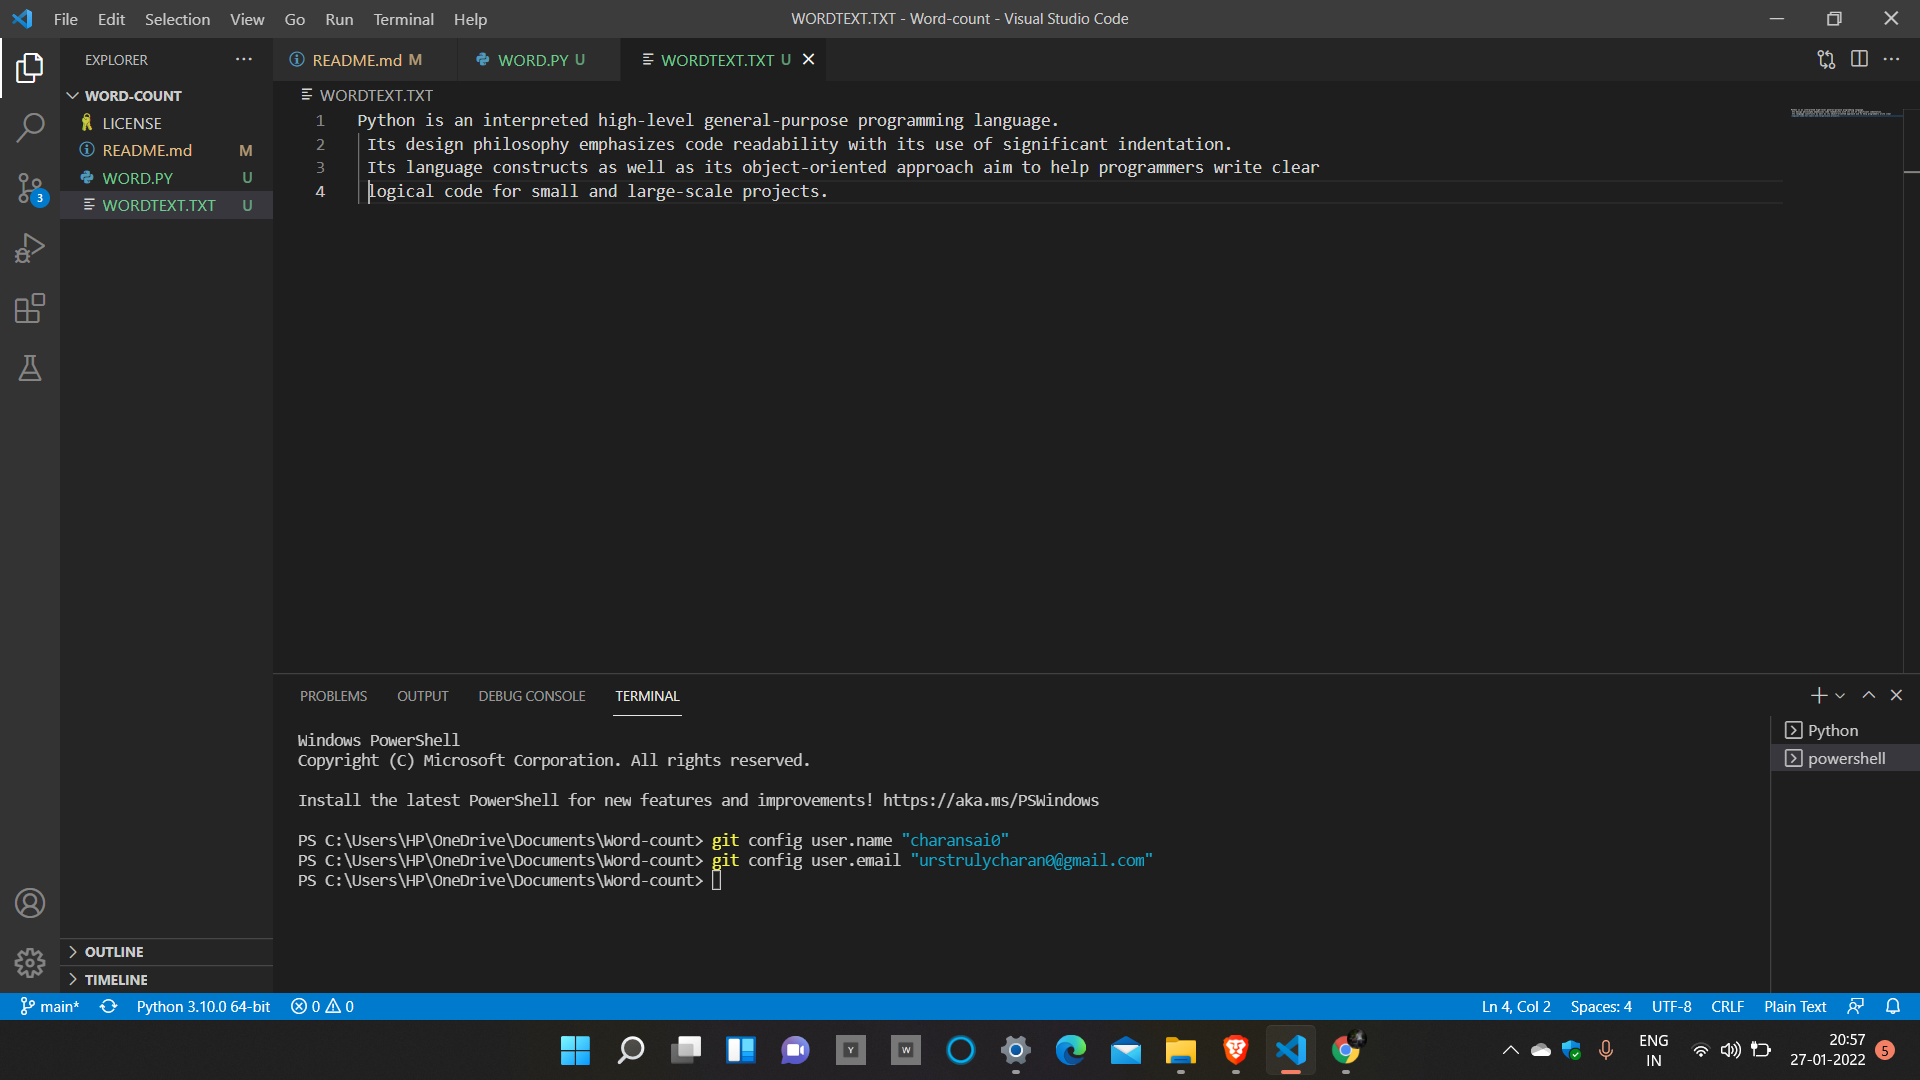 File Edit Selection View Go Run Terminal Help
WORDTEXT.TXT - Word-count - Visual Studio Code
EXPLORER
README.md M
WORD.PY U
WORDTEXT.TXT U
WORD-COUNT
LICENSE
README.md M
WORD.PY U
WORDTEXT.TXT U
3
WORDTEXT.TXT
1 Python is an interpreted high-level general-purpose programming language.
2 Its design philosophy emphasizes code readability with its use of significant indentation.
3 Its language constructs as well as its object-oriented approach aim to help programmers write clear
4 logical code for small and large-scale projects.
PROBLEMS OUTPUT DEBUG CONSOLE TERMINAL
Windows PowerShell
Copyright (C) Microsoft Corporation. All rights reserved.
Install the latest PowerShell for new features and improvements! https://aka.ms/PSWindows
PS C:\Users\HP\OneDrive\Documents\Word-count> git config user.name "charansai0"
PS C:\Users\HP\OneDrive\Documents\Word-count> git config user.email "urstrulycharan0@gmail.com"
PS C:\Users\HP\OneDrive\Documents\Word-count>
Python
powershell
OUTLINE
TIMELINE
main* Python 3.10.0 64-bit 0 0
Ln 4, Col 2 Spaces: 4 UTF-8 CRLF Plain Text
Y
W
ENG
IN
20:57
27-01-2022
5